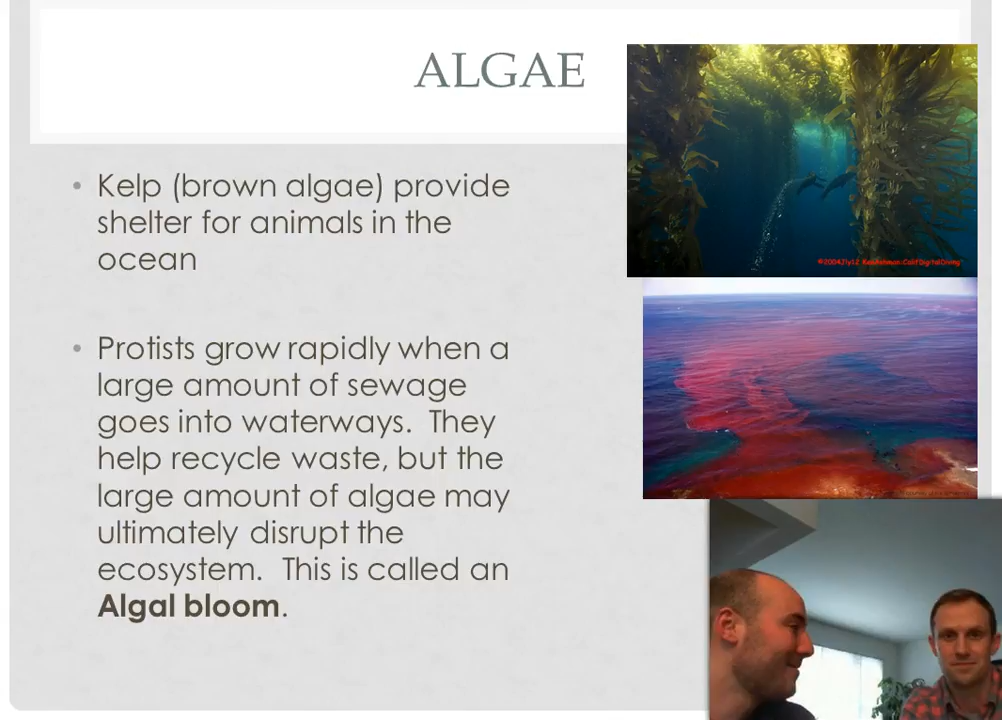 ALGAE
• Kelp (brown algae) provide
shelter for animals in the
ocean
• Protists grow rapidly when a
large amount of sewage
goes into waterways. They
help recycle waste, but the
large amount of algae may
ultimately disrupt the
ecosystem. This is called an
Algal bloom.